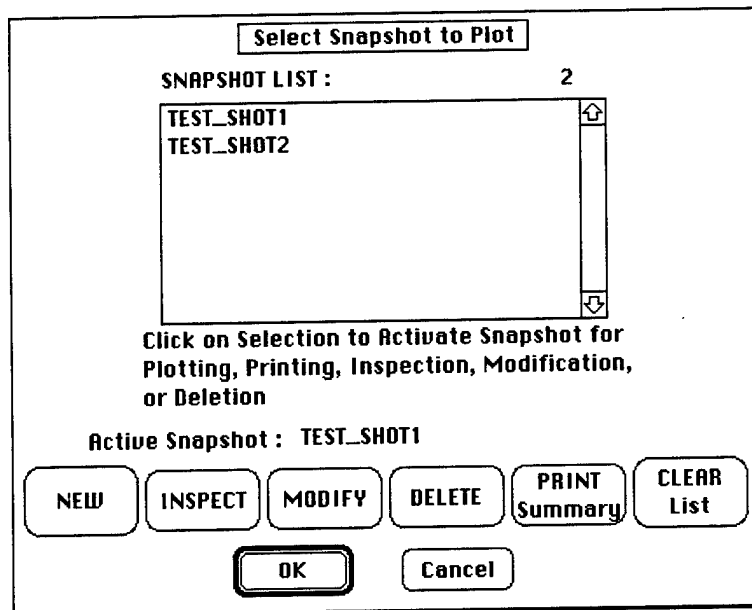 Select Snapshot to Plot
SNAPSHOT LIST : 2
TEST_SHOT1
TEST_SHOT2
Click on Selection to Activate Snapshot for
Plotting, Printing, Inspection, Modification,
or Deletion
Active Snapshot : TEST_SHOT1
NEW INSPECT MODIFY DELETE PRINT Summary CLEAR List
OK Cancel